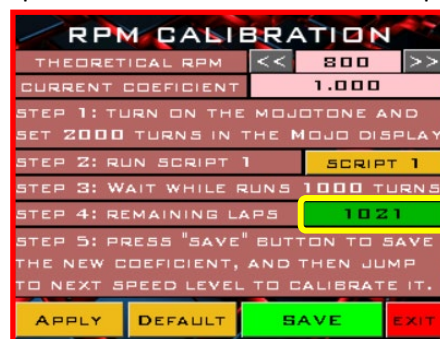 RPM CALIBRATION
THEORETICAL RPM << 800 >>
CURRENT COEFICIENT 1.000
STEP 1: TURN ON THE MOJOTONE AND
SET 2000 TURNS IN THE MOJO DISPLAY
STEP 2: RUN SCRIPT 1 SCRIPT 1
STEP 3: WAIT WHILE RUNS 1000 TURNS
STEP 4: REMAINING LAPS 1021
STEP 5: PRESS "SAVE" BUTTON TO SAVE
THE NEW COEFICIENT, AND THEN JUMP
TO NEXT SPEED LEVEL TO CALIBRATE IT.
APPLY DEFAULT SAVE EXIT